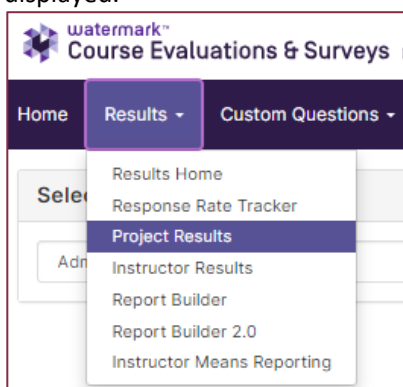 displayed.
watermark™
Course Evaluations & Surveys
Home Results Custom Questions
Results Home
Response Rate Tracker
Project Results
Instructor Results
Report Builder
Report Builder 2.0
Instructor Means Reporting